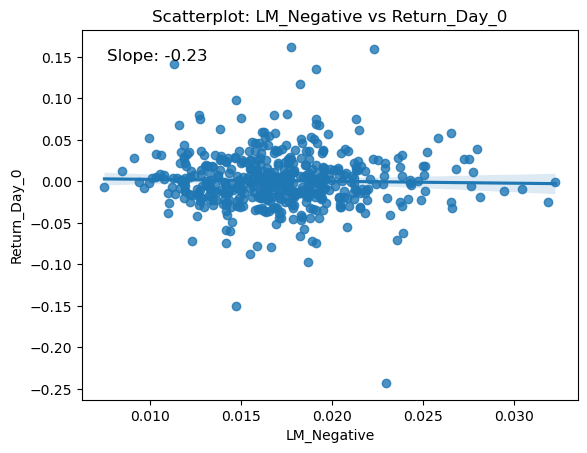 Scatterplot: LM_Negative vs Return_Day_0
Slope: -0.23
Return_Day_0
0.15
0.10
0.05
0.00
−0.05
−0.10
−0.15
−0.20
−0.25
0.010 0.015 0.020 0.025 0.030
LM_Negative